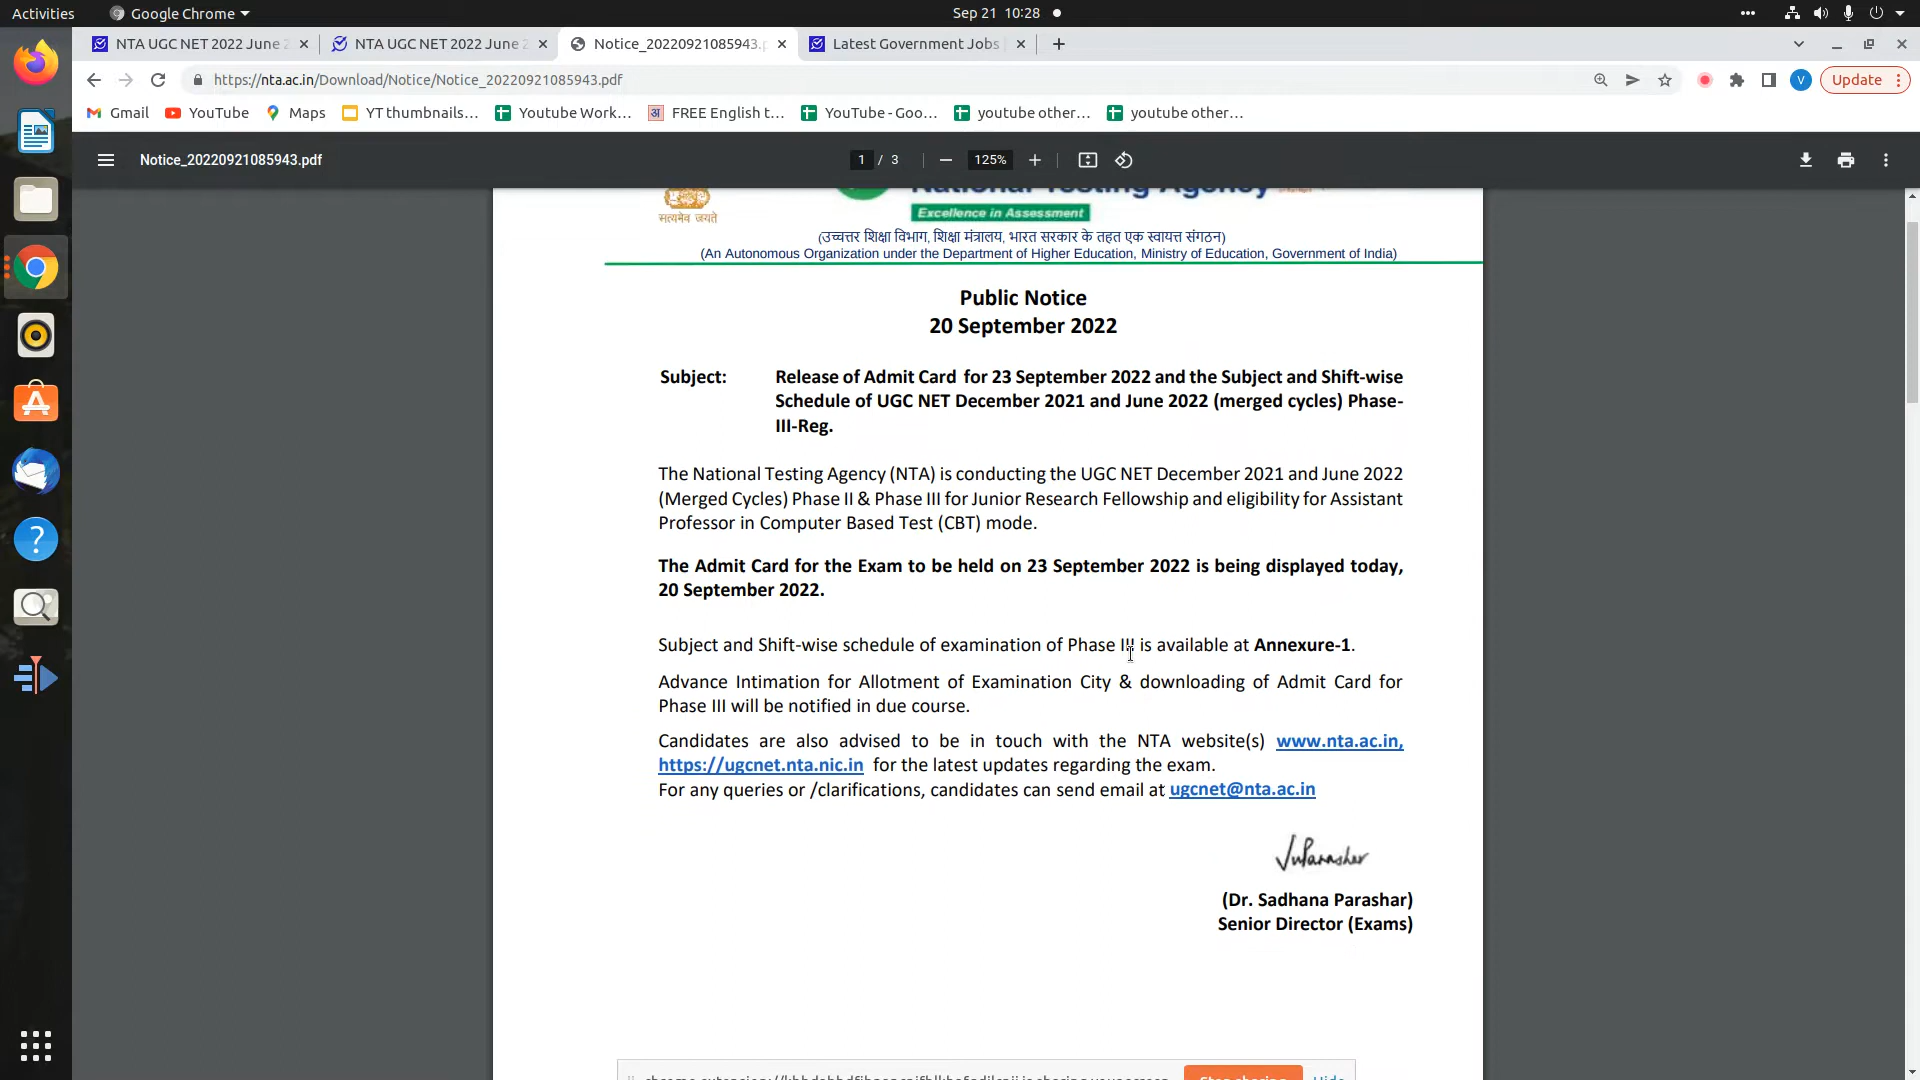 Activities Google Chrome Sep 21 10:28
NTA UGC NET 2022 June 2 NTA UGC NET 2022 June 2 Notice_20220921085943. Latest Government Jobs
https://nta.ac.in/Download/Notice/Notice_20220921085943.pdf V Update
Gmail YouTube Maps YT thumbnails... Youtube Work... FREE English t... YouTube - Goo... youtube other... youtube other...
Notice_20220921085943.pdf 1 / 3 125%
National Testing Agency
सत्यमेव जयते
Excellence in Assessment
(उच्चतर शिक्षा विभाग, शिक्षा मंत्रालय, भारत सरकार के तहत एक स्वायत्त संगठन)
(An Autonomous Organization under the Department of Higher Education, Ministry of Education, Government of India)
Public Notice
20 September 2022
Subject: Release of Admit Card for 23 September 2022 and the Subject and Shift-wise
Schedule of UGC NET December 2021 and June 2022 (merged cycles) Phase-
III-Reg.
The National Testing Agency (NTA) is conducting the UGC NET December 2021 and June 2022
(Merged Cycles) Phase II & Phase III for Junior Research Fellowship and eligibility for Assistant
Professor in Computer Based Test (CBT) mode.
The Admit Card for the Exam to be held on 23 September 2022 is being displayed today,
20 September 2022.
Subject and Shift-wise schedule of examination of Phase III is available at Annexure-1.
Advance Intimation for Allotment of Examination City & downloading of Admit Card for
Phase III will be notified in due course.
Candidates are also advised to be in touch with the NTA website(s) www.nta.ac.in,
https://ugcnet.nta.nic.in for the latest updates regarding the exam.
For any queries or /clarifications, candidates can send email at ugcnet@nta.ac.in
(Dr. Sadhana Parashar)
Senior Director (Exams)
is sharing your screen Stop sharing Hide